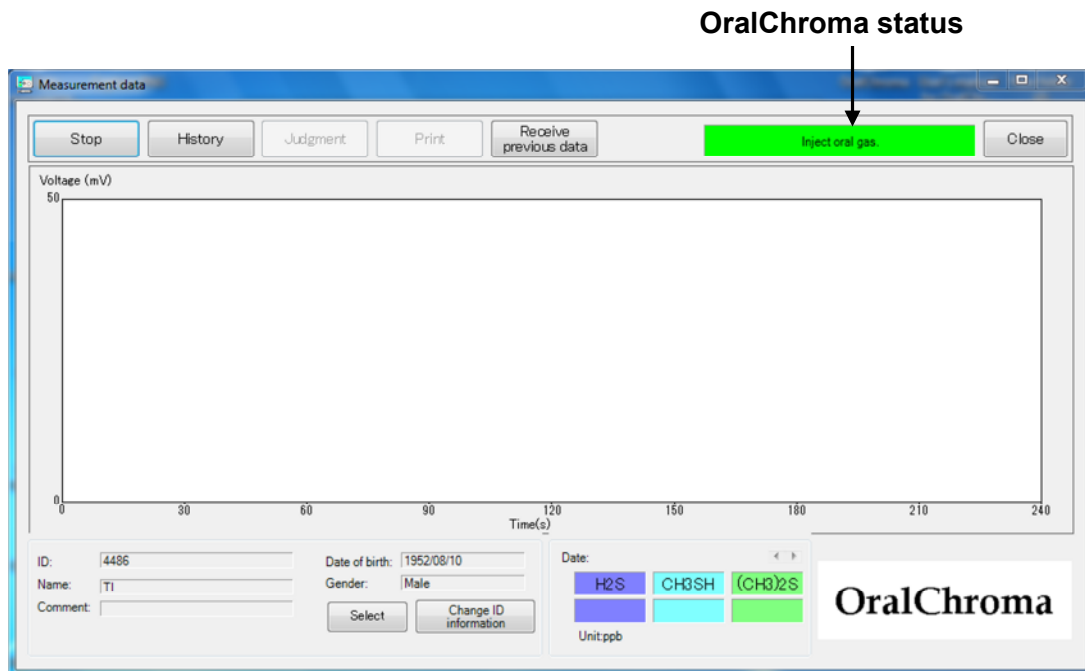 OralChroma status
Measurement data
Stop History Judgment Print Receive previous data Inject oral gas. Close
Voltage (mV)
50
0
0 30 60 90 120 150 180 210 240
Time(s)
ID: 4486 Date of birth: 1952/08/10 Date:
Name: TI Gender: Male H2S CH3SH (CH3)2S
Comment: Select Change ID information
Unit:ppb
OralChroma